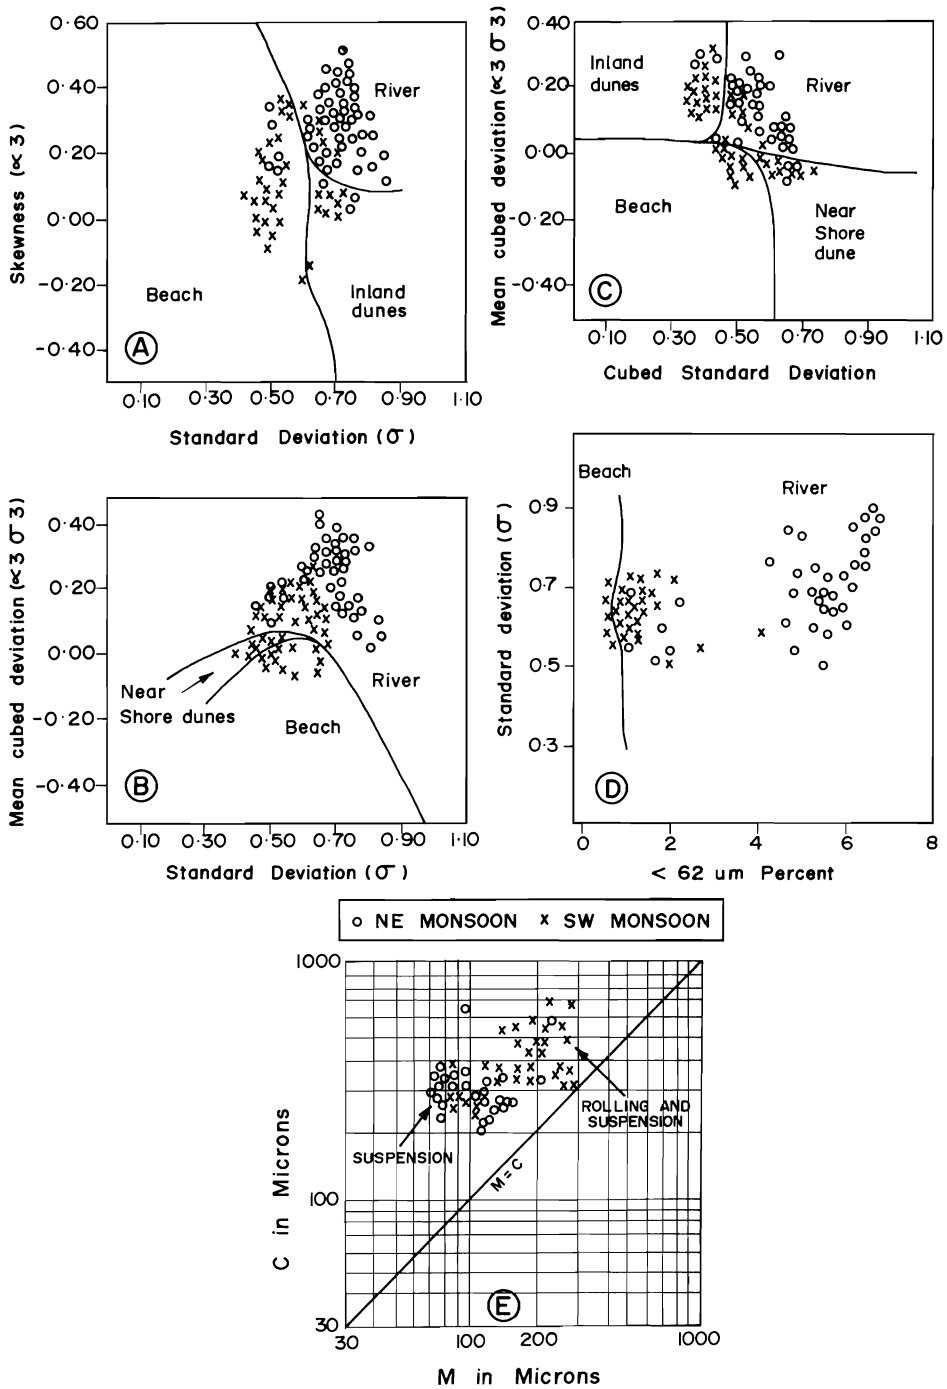 0·60
0·40
0·20
0·00
-0·20
-0·40
Skewness (∝ 3)
River
Beach
Inland
dunes
A
0·10 0·30 0·50 0·70 0·90 1·10
Standard Deviation (σ)
0·40
0·20
0·00
-0·20
-0·40
Mean cubed deviation (∝3 σ 3)
Inland
dunes
River
Beach
Near
Shore
dune
C
0·10 0·30 0·50 0·70 0·90 1·10
Cubed Standard Deviation
0·40
0·20
0·00
-0·20
-0·40
Mean cubed deviation (∝3 σ 3)
Near
Shore dunes
River
Beach
B
0·10 0·30 0·50 0·70 0·90 1·10
Standard Deviation (σ)
0·9
0·7
0·5
0·3
Standard deviation (σ)
Beach
River
D
0 2 4 6 8
< 62 um Percent
o NE MONSOON x SW MONSOON
1000
100
30
C in Microns
ROLLING AND
SUSPENSION
SUSPENSION
M = C
E
30 100 200 1000
M in Microns